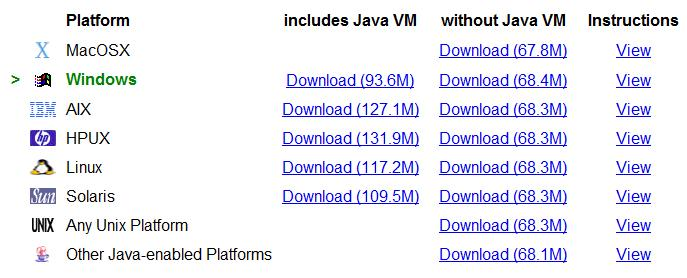 Platform includes Java VM without Java VM Instructions
X MacOSX Download (67.8M) View
> Windows Download (93.6M) Download (68.4M) View
IBM AIX Download (127.1M) Download (68.3M) View
hp HPUX Download (131.9M) Download (68.3M) View
Linux Download (117.2M) Download (68.3M) View
Sun Solaris Download (109.5M) Download (68.3M) View
UNIX Any Unix Platform Download (68.3M) View
Other Java-enabled Platforms Download (68.1M) View